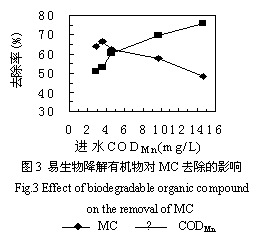 80
70
60
50
40
30
去除率(%)
0 2 4 6 8 10 12 14 16
进水CODMn(mg/L)
图3 易生物降解有机物对MC去除的影响
Fig.3 Effect of biodegradable organic compound
on the removal of MC
MC ? CODMn